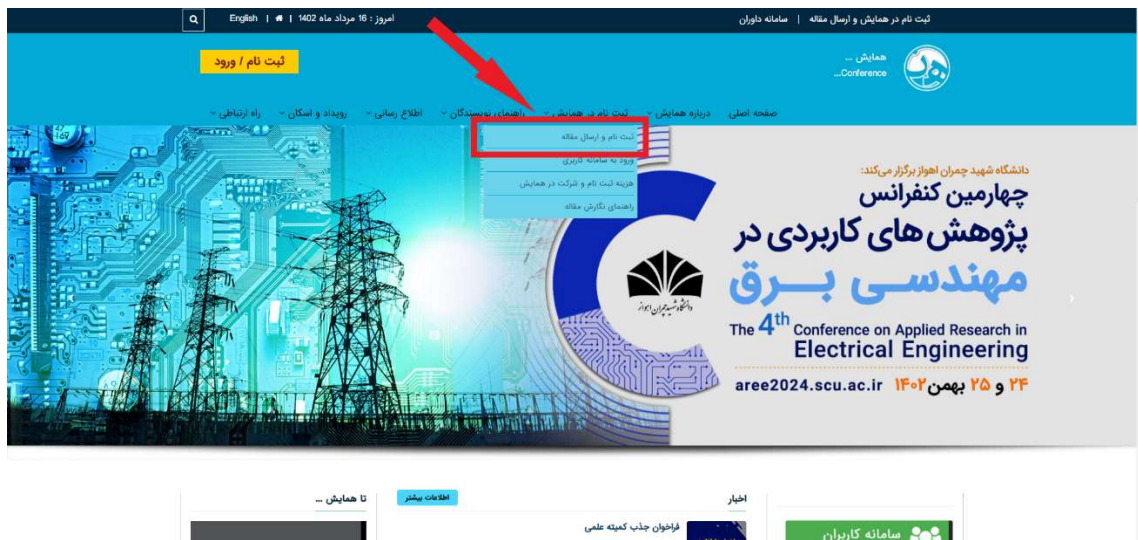 ثبت نام در همایش و ارسال مقاله | سامانه داوران
امروز : 16 مرداد ماه 1402 | | English
همایش ...
Conference...
ثبت نام / ورود
صفحه اصلی درباره همایش ثبت نام در همایش راهنمای نویسندگان اطلاع رسانی رویداد و اسکان راه ارتباطی
ثبت نام و ارسال مقاله
ورود به سامانه کاربری
هزینه ثبت نام و شرکت در همایش
راهنمای نگارش مقاله
دانشگاه شهید چمران اهواز برگزار می‌کند:
چهارمین کنفرانس
پژوهش های کاربردی در
مهندسی برق
The 4th Conference on Applied Research in
Electrical Engineering
۲۴ و ۲۵ بهمن ۱۴۰۲ aree2024.scu.ac.ir
دانشگاه شهید چمران اهواز
اخبار
اطلاعات بیشتر
تا همایش ...
فراخوان جذب کمیته علمی
سامانه کاربران